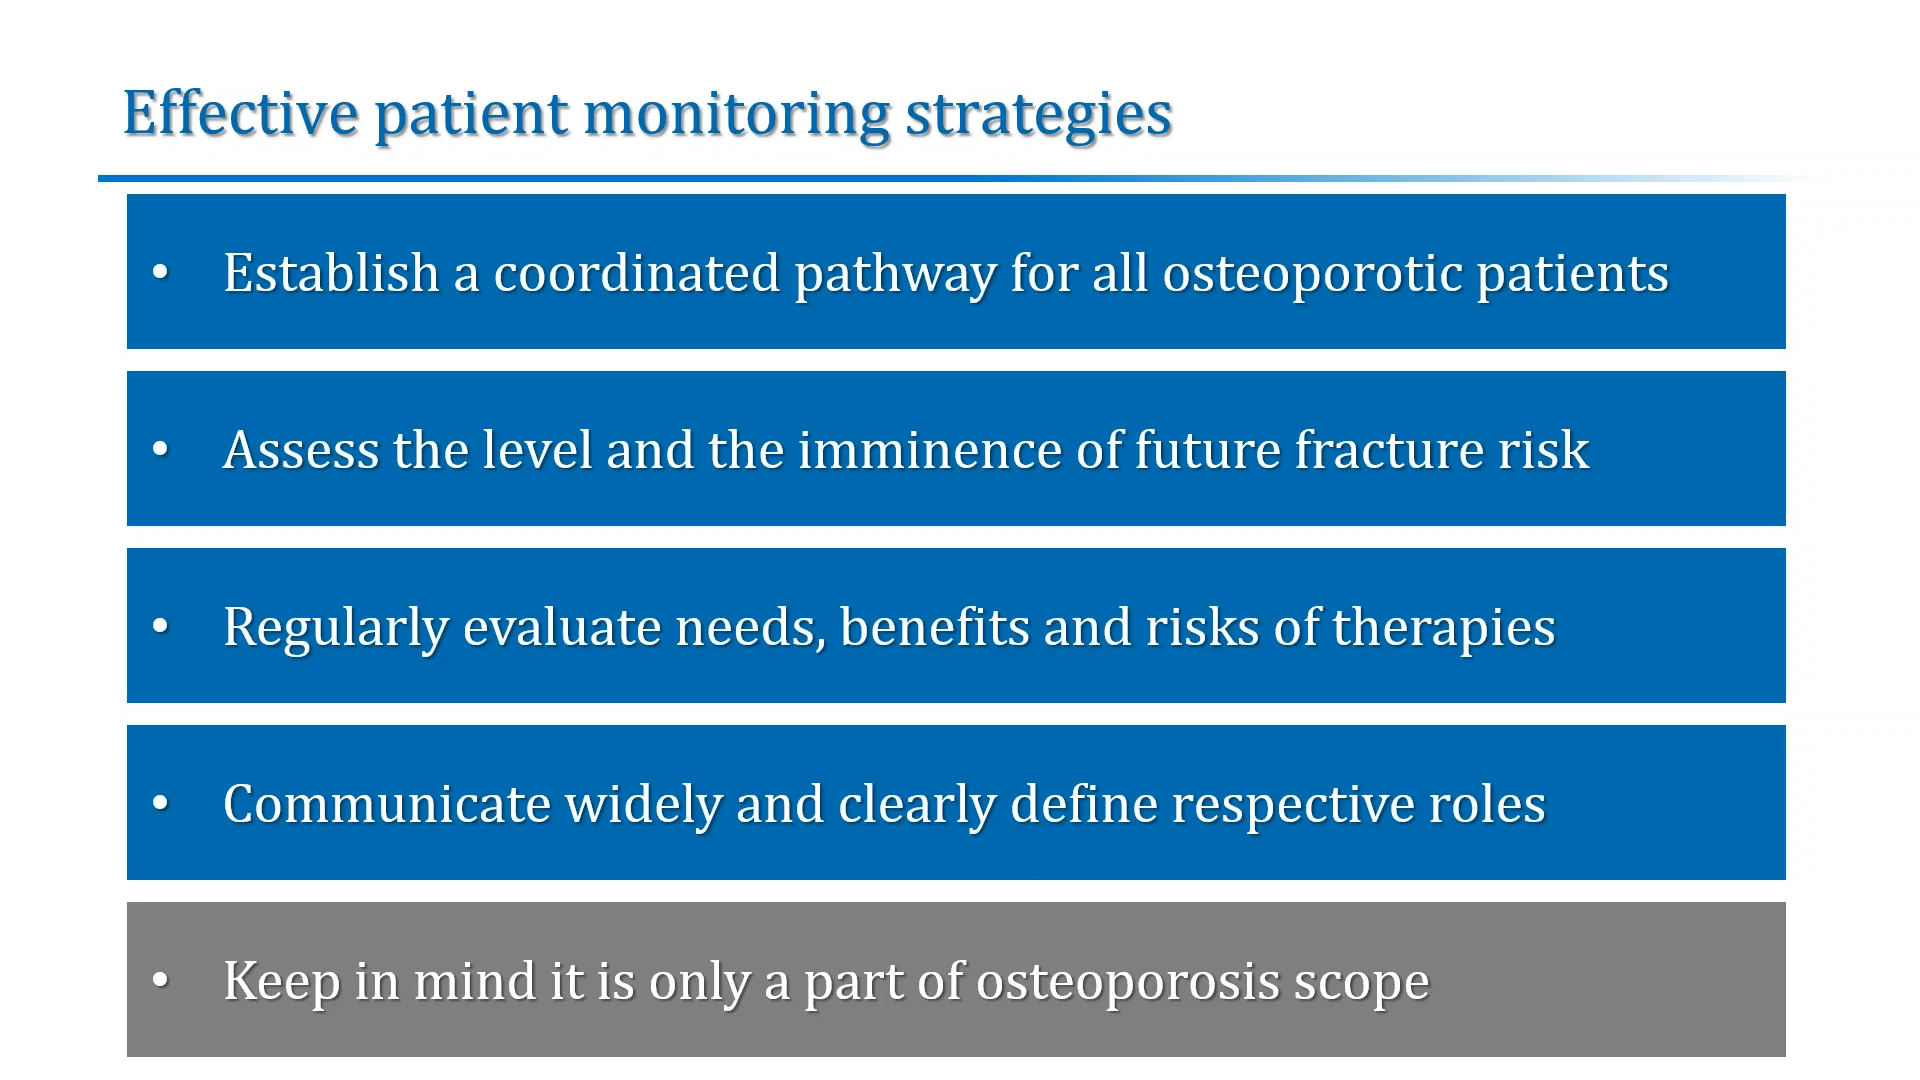 Effective patient monitoring strategies
• Establish a coordinated pathway for all osteoporotic patients
• Assess the level and the imminence of future fracture risk
• Regularly evaluate needs, benefits and risks of therapies
• Communicate widely and clearly define respective roles
• Keep in mind it is only a part of osteoporosis scope